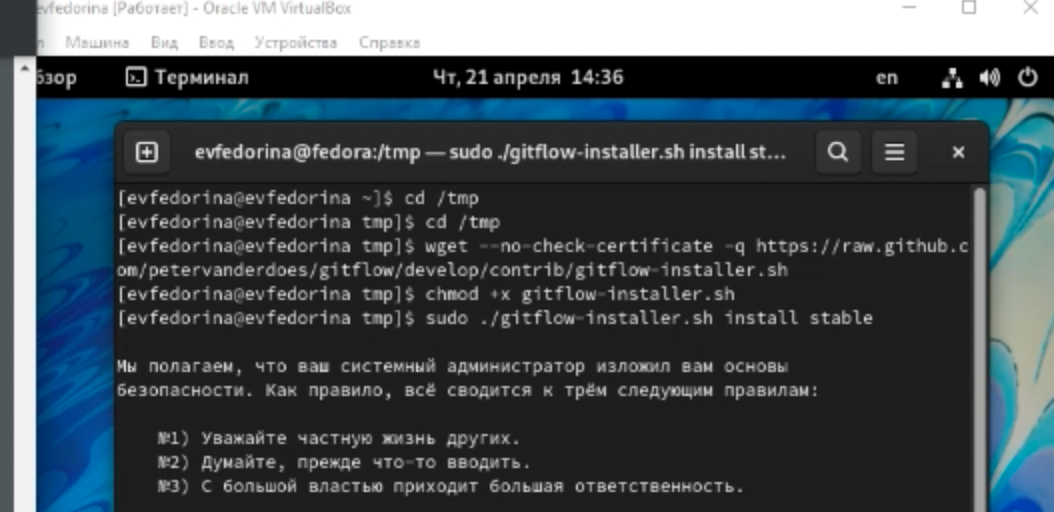 evfedorina [Работает] - Oracle VM VirtualBox
Машина Вид Ввод Устройства Справка
Терминал Чт, 21 апреля 14:36 en
evfedorina@fedora:/tmp — sudo ./gitflow-installer.sh install st...
[evfedorina@evfedorina ~]$ cd /tmp
[evfedorina@evfedorina tmp]$ cd /tmp
[evfedorina@evfedorina tmp]$ wget --no-check-certificate -q https://raw.github.c
om/petervanderdoes/gitflow/develop/contrib/gitflow-installer.sh
[evfedorina@evfedorina tmp]$ chmod +x gitflow-installer.sh
[evfedorina@evfedorina tmp]$ sudo ./gitflow-installer.sh install stable
Мы полагаем, что ваш системный администратор изложил вам основы
безопасности. Как правило, всё сводится к трём следующим правилам:
№1) Уважайте частную жизнь других.
№2) Думайте, прежде что-то вводить.
№3) С большой властью приходит большая ответственность.